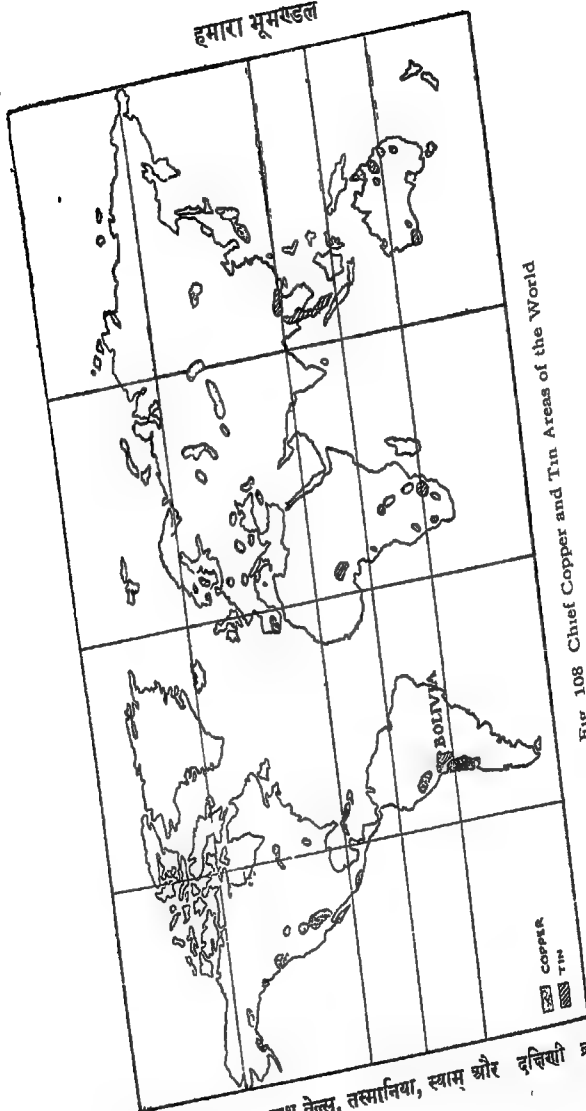 हमारा भूमण्डल
BOLIVIA
COPPER
TIN
Fig 108 Chief Copper and Tin Areas of the World
वेल्स, तस्मानिया, स्याम् और दक्षिणी